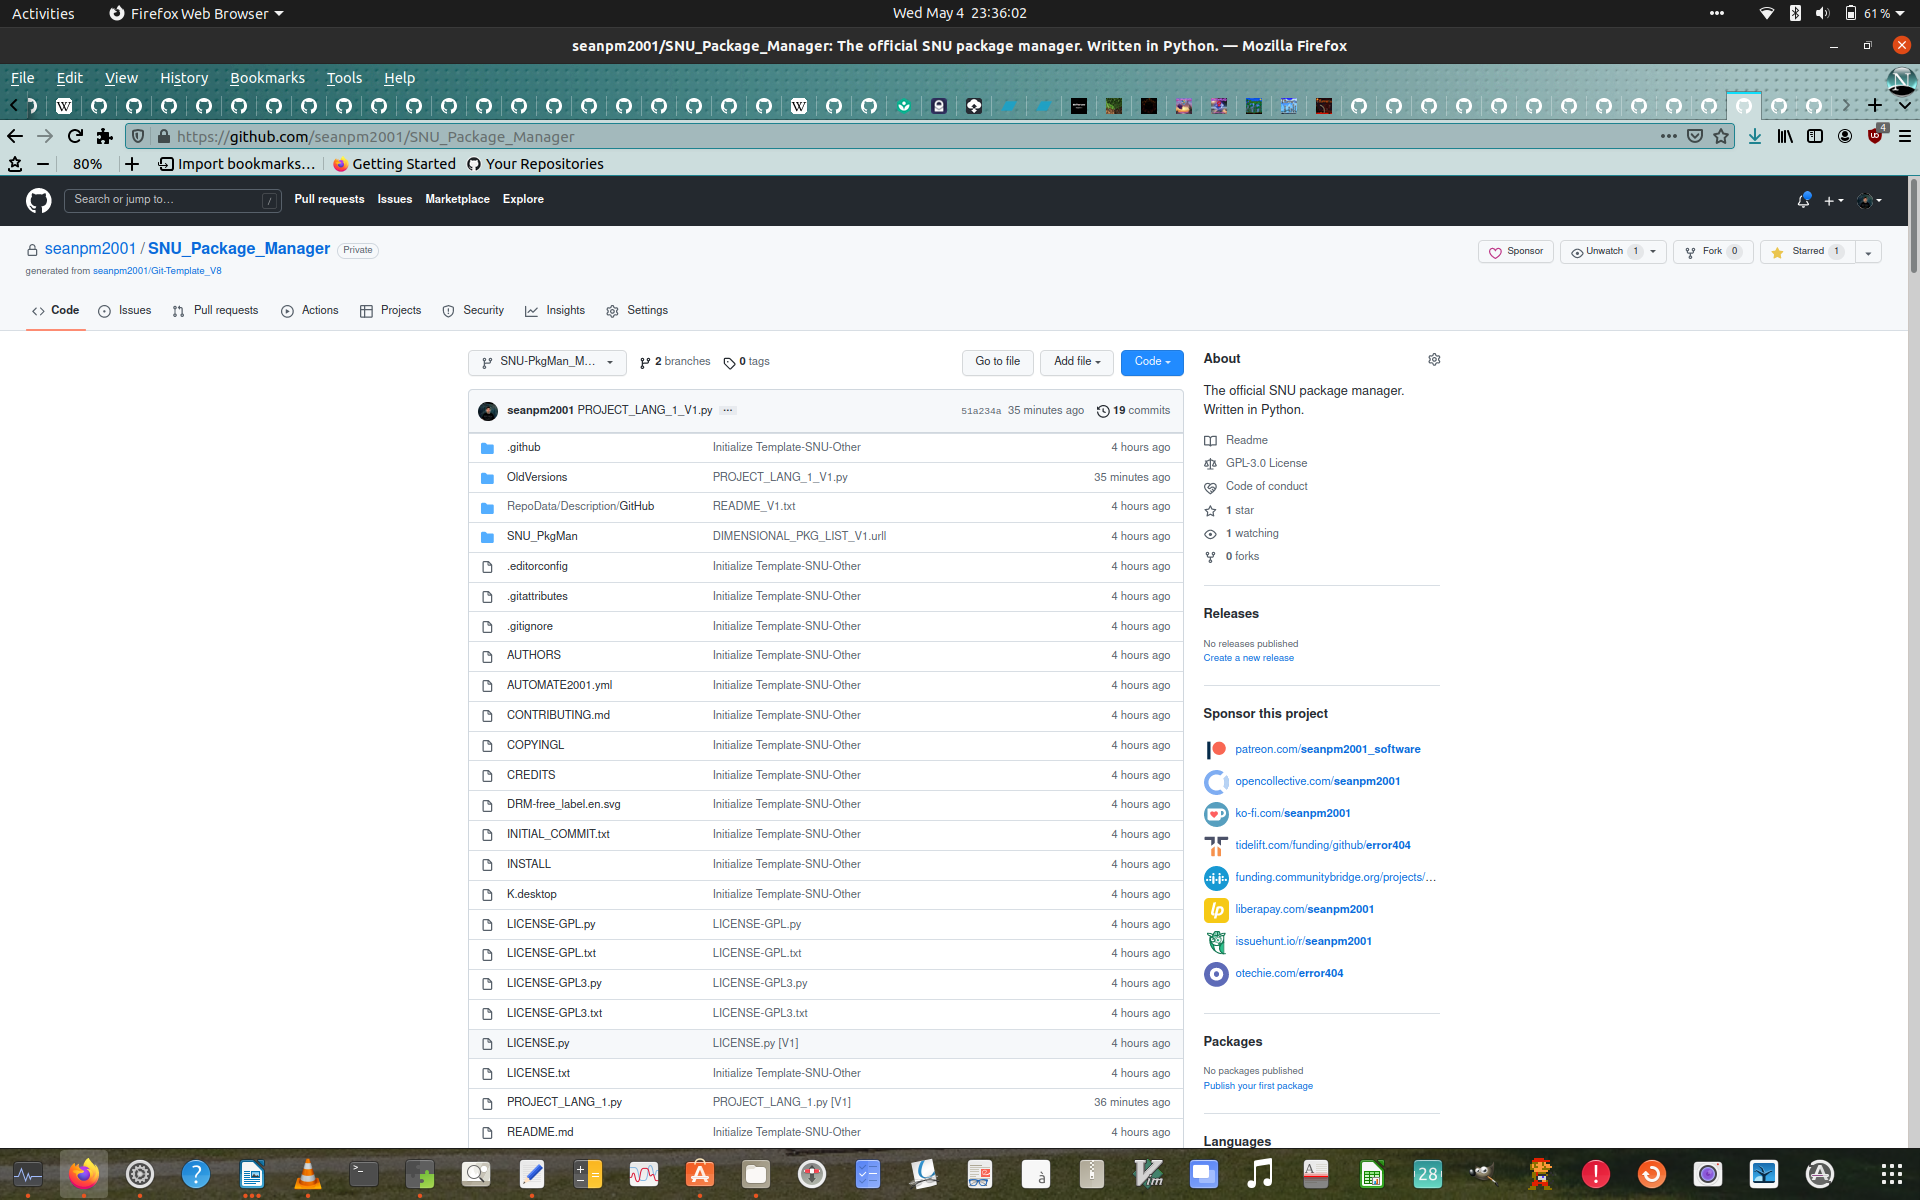 Activities Firefox Web Browser Wed May 4 23:36:02 61 %
seanpm2001/SNU_Package_Manager: The official SNU package manager. Written in Python. — Mozilla Firefox
File Edit View History Bookmarks Tools Help
https://github.com/seanpm2001/SNU_Package_Manager
80% Import bookmarks… Getting Started Your Repositories
Search or jump to… / Pull requests Issues Marketplace Explore
seanpm2001 / SNU_Package_Manager Private Sponsor Unwatch 1 Fork 0 Starred 1
generated from seanpm2001/Git-Template_V8
Code Issues Pull requests Actions Projects Security Insights Settings
SNU-PkgMan_M… 2 branches 0 tags Go to file Add file Code
seanpm2001 PROJECT_LANG_1_V1.py … 51a234a 35 minutes ago 19 commits
.github Initialize Template-SNU-Other 4 hours ago
OldVersions PROJECT_LANG_1_V1.py 35 minutes ago
RepoData/Description/GitHub README_V1.txt 4 hours ago
SNU_PkgMan DIMENSIONAL_PKG_LIST_V1.urll 4 hours ago
.editorconfig Initialize Template-SNU-Other 4 hours ago
.gitattributes Initialize Template-SNU-Other 4 hours ago
.gitignore Initialize Template-SNU-Other 4 hours ago
AUTHORS Initialize Template-SNU-Other 4 hours ago
AUTOMATE2001.yml Initialize Template-SNU-Other 4 hours ago
CONTRIBUTING.md Initialize Template-SNU-Other 4 hours ago
COPYINGL Initialize Template-SNU-Other 4 hours ago
CREDITS Initialize Template-SNU-Other 4 hours ago
DRM-free_label.en.svg Initialize Template-SNU-Other 4 hours ago
INITIAL_COMMIT.txt Initialize Template-SNU-Other 4 hours ago
INSTALL Initialize Template-SNU-Other 4 hours ago
K.desktop Initialize Template-SNU-Other 4 hours ago
LICENSE-GPL.py LICENSE-GPL.py 4 hours ago
LICENSE-GPL.txt LICENSE-GPL.txt 4 hours ago
LICENSE-GPL3.py LICENSE-GPL3.py 4 hours ago
LICENSE-GPL3.txt LICENSE-GPL3.txt 4 hours ago
LICENSE.py LICENSE.py [V1] 4 hours ago
LICENSE.txt Initialize Template-SNU-Other 4 hours ago
PROJECT_LANG_1.py PROJECT_LANG_1.py [V1] 36 minutes ago
README.md Initialize Template-SNU-Other 4 hours ago
About
The official SNU package manager.
Written in Python.
Readme
GPL-3.0 License
Code of conduct
1 star
1 watching
0 forks
Releases
No releases published
Create a new release
Sponsor this project
patreon.com/seanpm2001_software
opencollective.com/seanpm2001
ko-fi.com/seanpm2001
tidelift.com/funding/github/error404
funding.communitybridge.org/projects/…
liberapay.com/seanpm2001
issuehunt.io/r/seanpm2001
otechie.com/error404
Packages
No packages published
Publish your first package
Languages